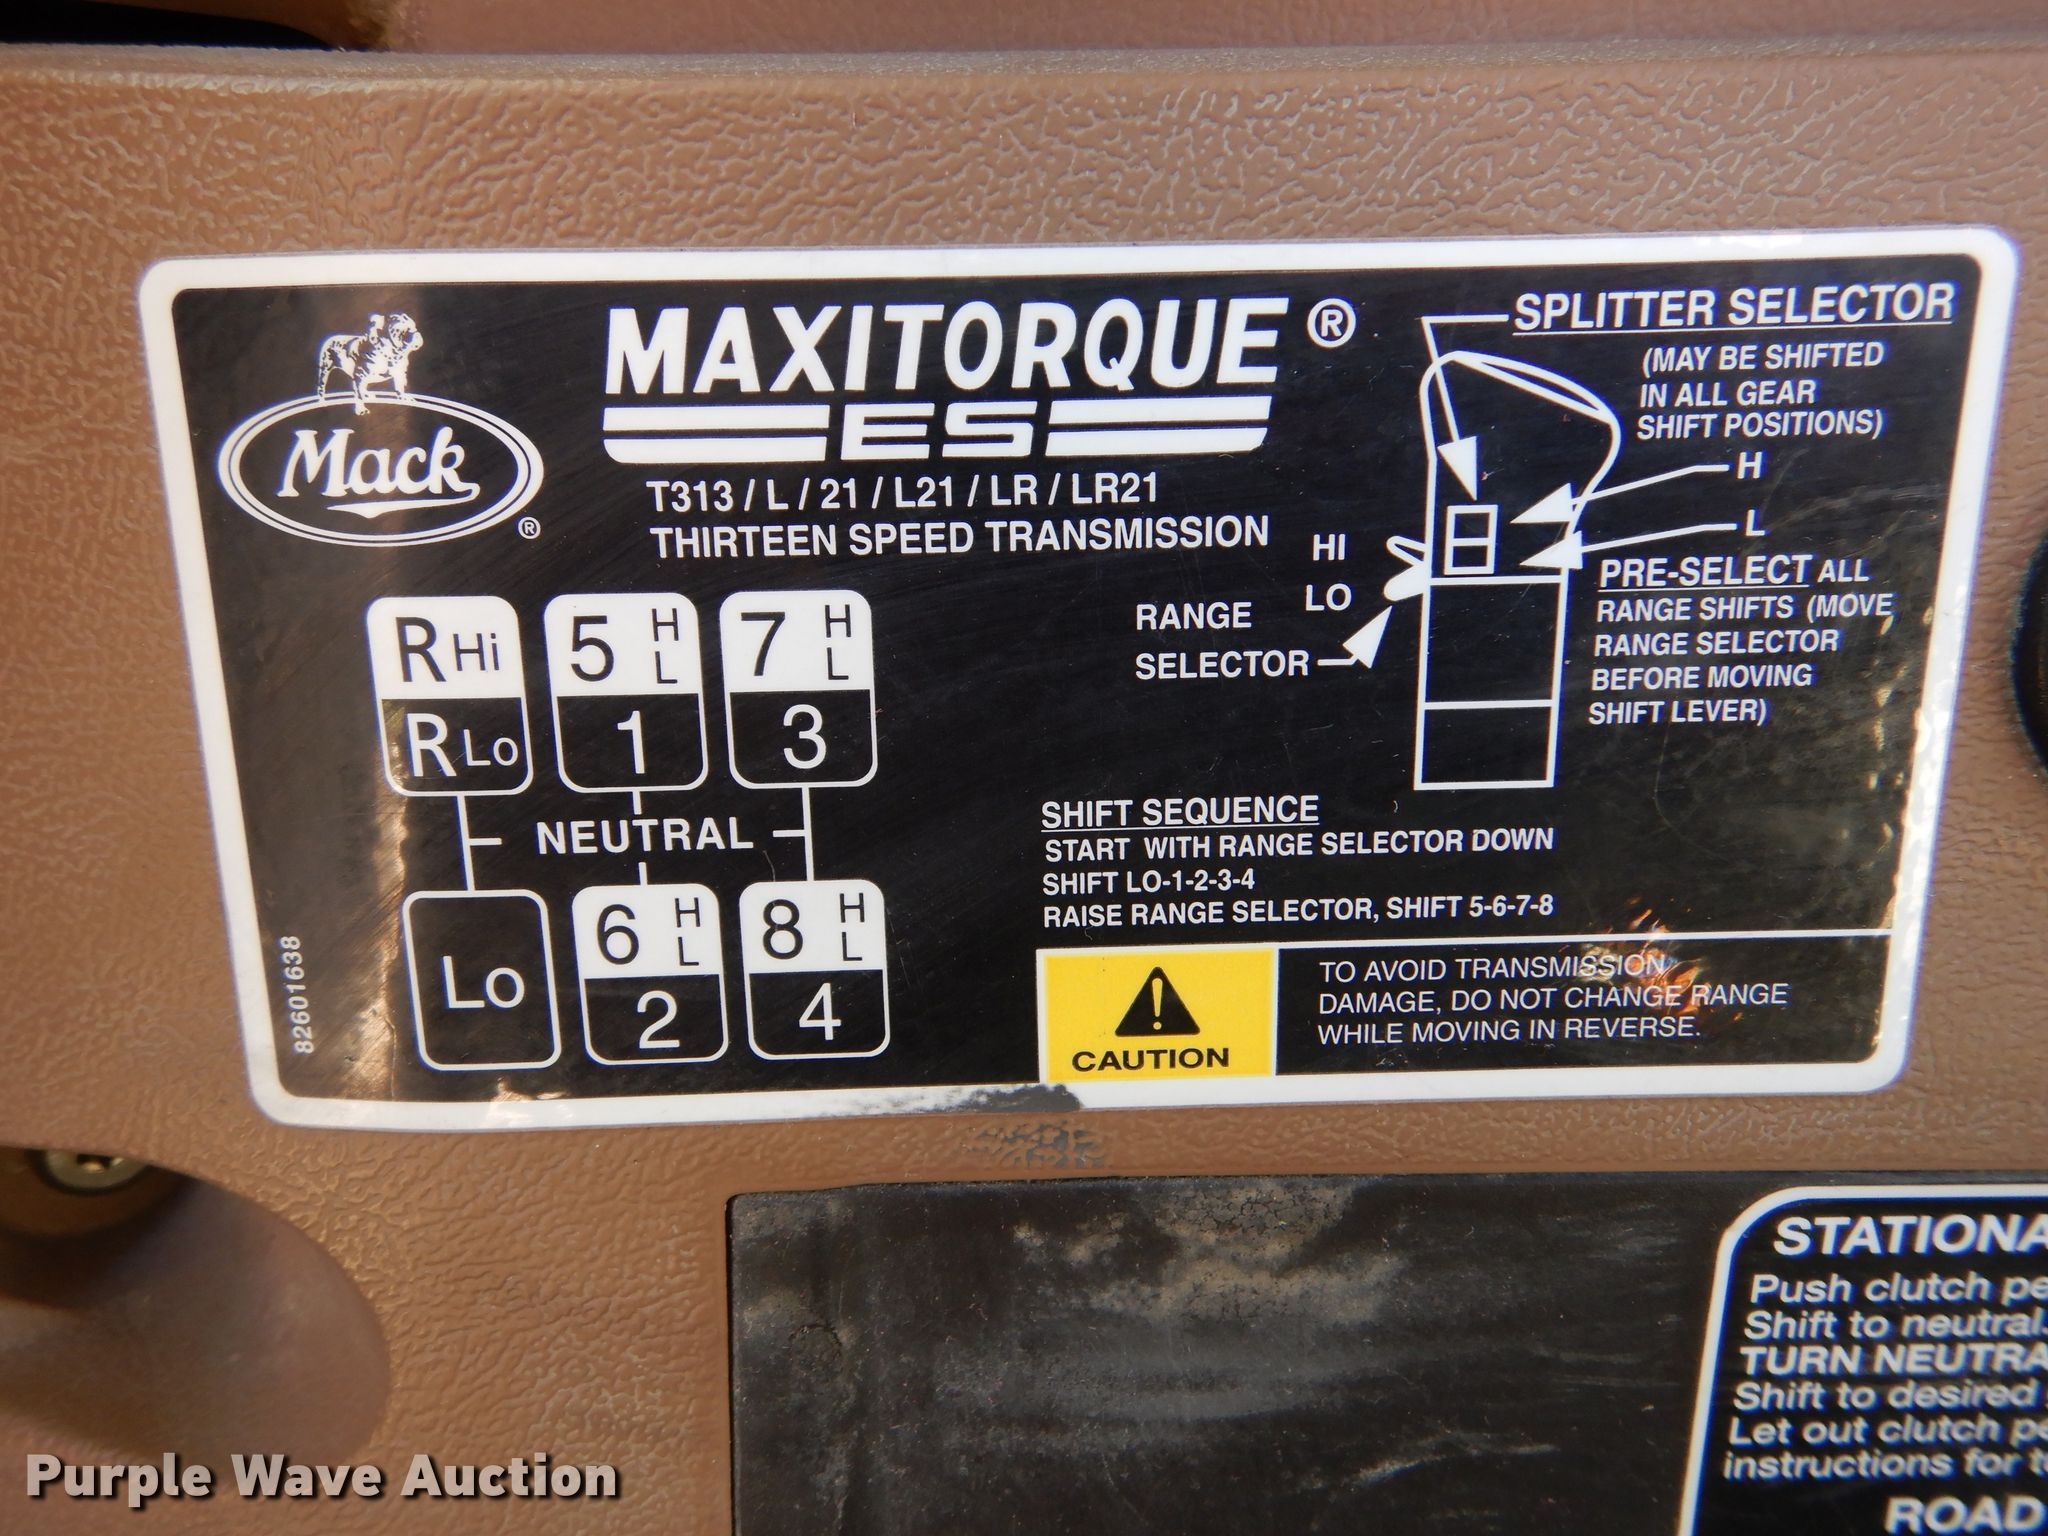 Mack ®
MAXITORQUE®
ES
T313 / L / 21 / L21 / LR / LR21
THIRTEEN SPEED TRANSMISSION
R Hi
R Lo
5 H L
1
7 H L
3
NEUTRAL
Lo
6 H L
2
8 H L
4
82601638
SPLITTER SELECTOR
(MAY BE SHIFTED
IN ALL GEAR
SHIFT POSITIONS)
H
L
HI
LO
RANGE
SELECTOR
PRE-SELECT ALL
RANGE SHIFTS (MOVE
RANGE SELECTOR
BEFORE MOVING
SHIFT LEVER)
SHIFT SEQUENCE
START WITH RANGE SELECTOR DOWN
SHIFT LO-1-2-3-4
RAISE RANGE SELECTOR, SHIFT 5-6-7-8
CAUTION
TO AVOID TRANSMISSION
DAMAGE, DO NOT CHANGE RANGE
WHILE MOVING IN REVERSE.
Push clutch
Shift to neutral.
TURN
Shift to desired
Let out clutch
instructions for
ROAD
Purple Wave Auction